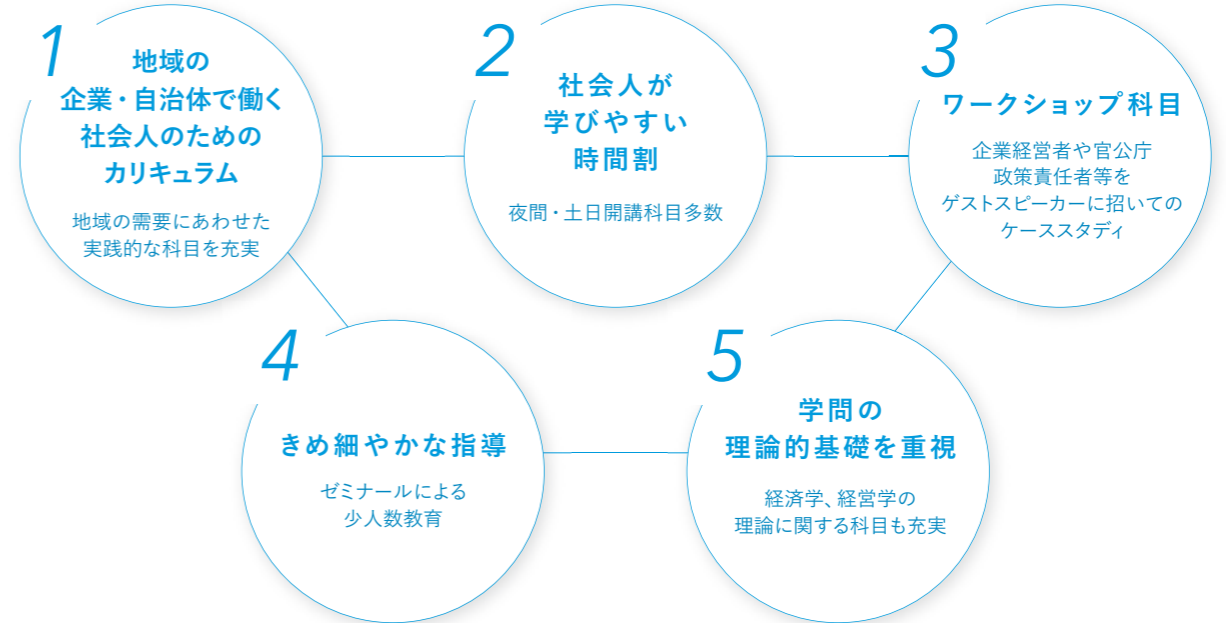 1
地域の
企業・自治体で働く
社会人のための
カリキュラム
地域の需要にあわせた
実践的な科目を充実
2
社会人が
学びやすい
時間割
夜間・土日開講科目多数
3
ワークショップ科目
企業経営者や官公庁
政策責任者等を
ゲストスピーカーに招いての
ケーススタディ
4
きめ細やかな指導
ゼミナールによる
少人数教育
5
学問の
理論的基礎を重視
経済学、経営学の
理論に関する科目も充実